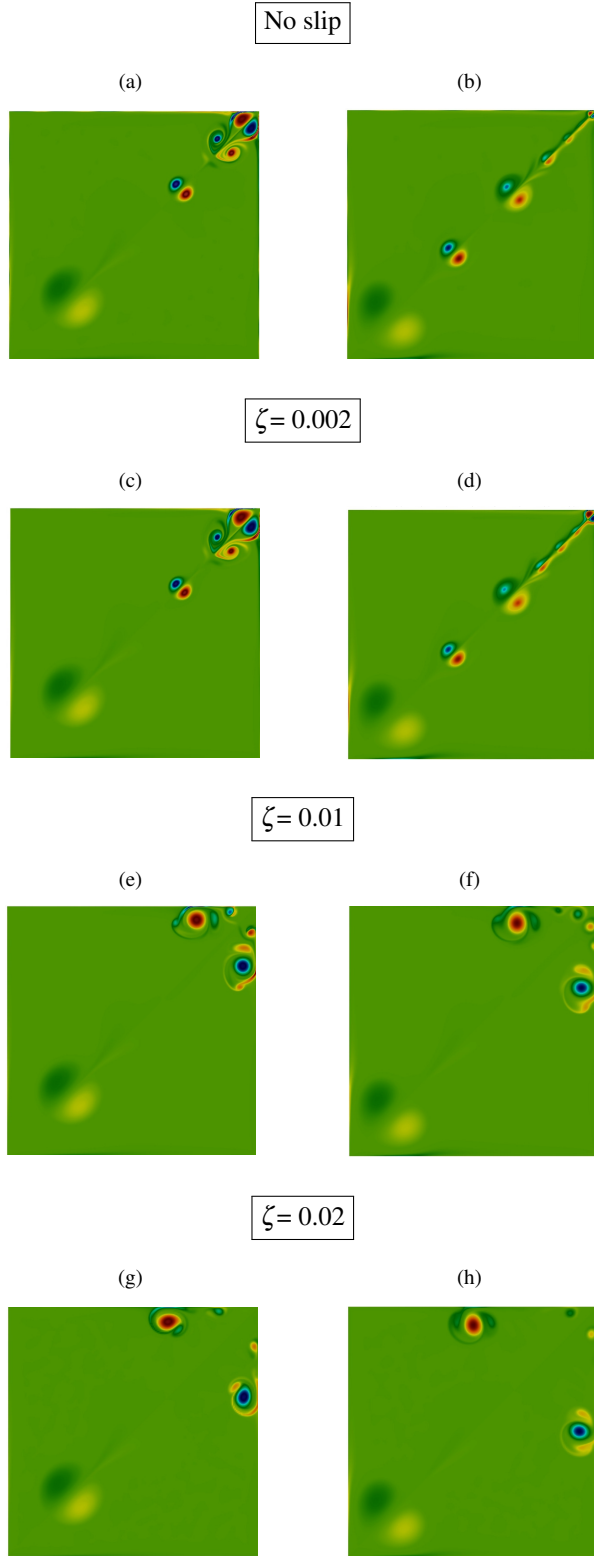 No slip
(a) (b)
ζ= 0.002
(c) (d)
ζ= 0.01
(e) (f)
ζ= 0.02
(g) (h)